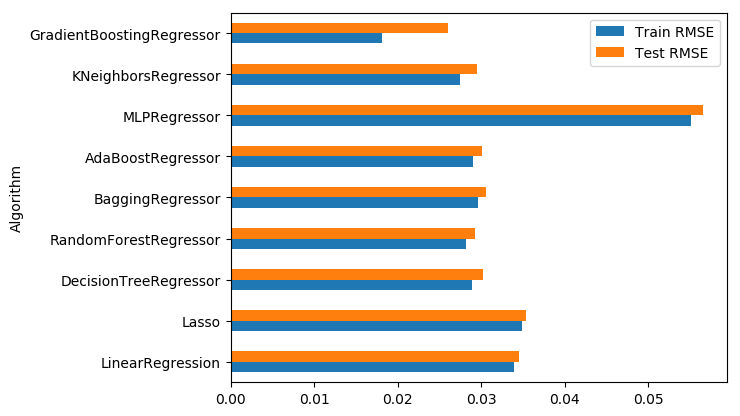 GradientBoostingRegressor
KNeighborsRegressor
MLPRegressor
AdaBoostRegressor
BaggingRegressor
RandomForestRegressor
DecisionTreeRegressor
Lasso
LinearRegression
Algorithm
Train RMSE
Test RMSE
0.00 0.01 0.02 0.03 0.04 0.05